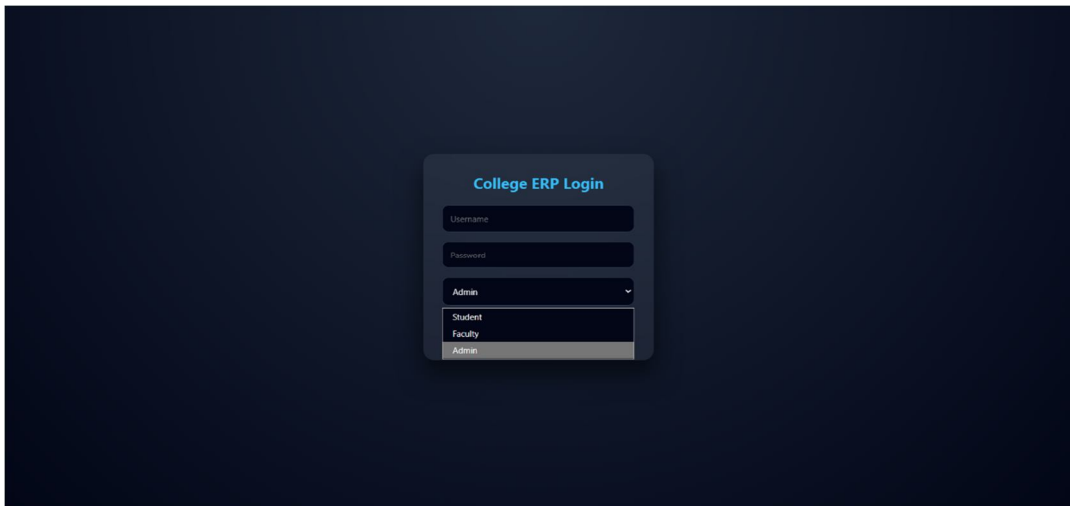 College ERP Login
Username
Password
Admin
Student
Faculty
Admin